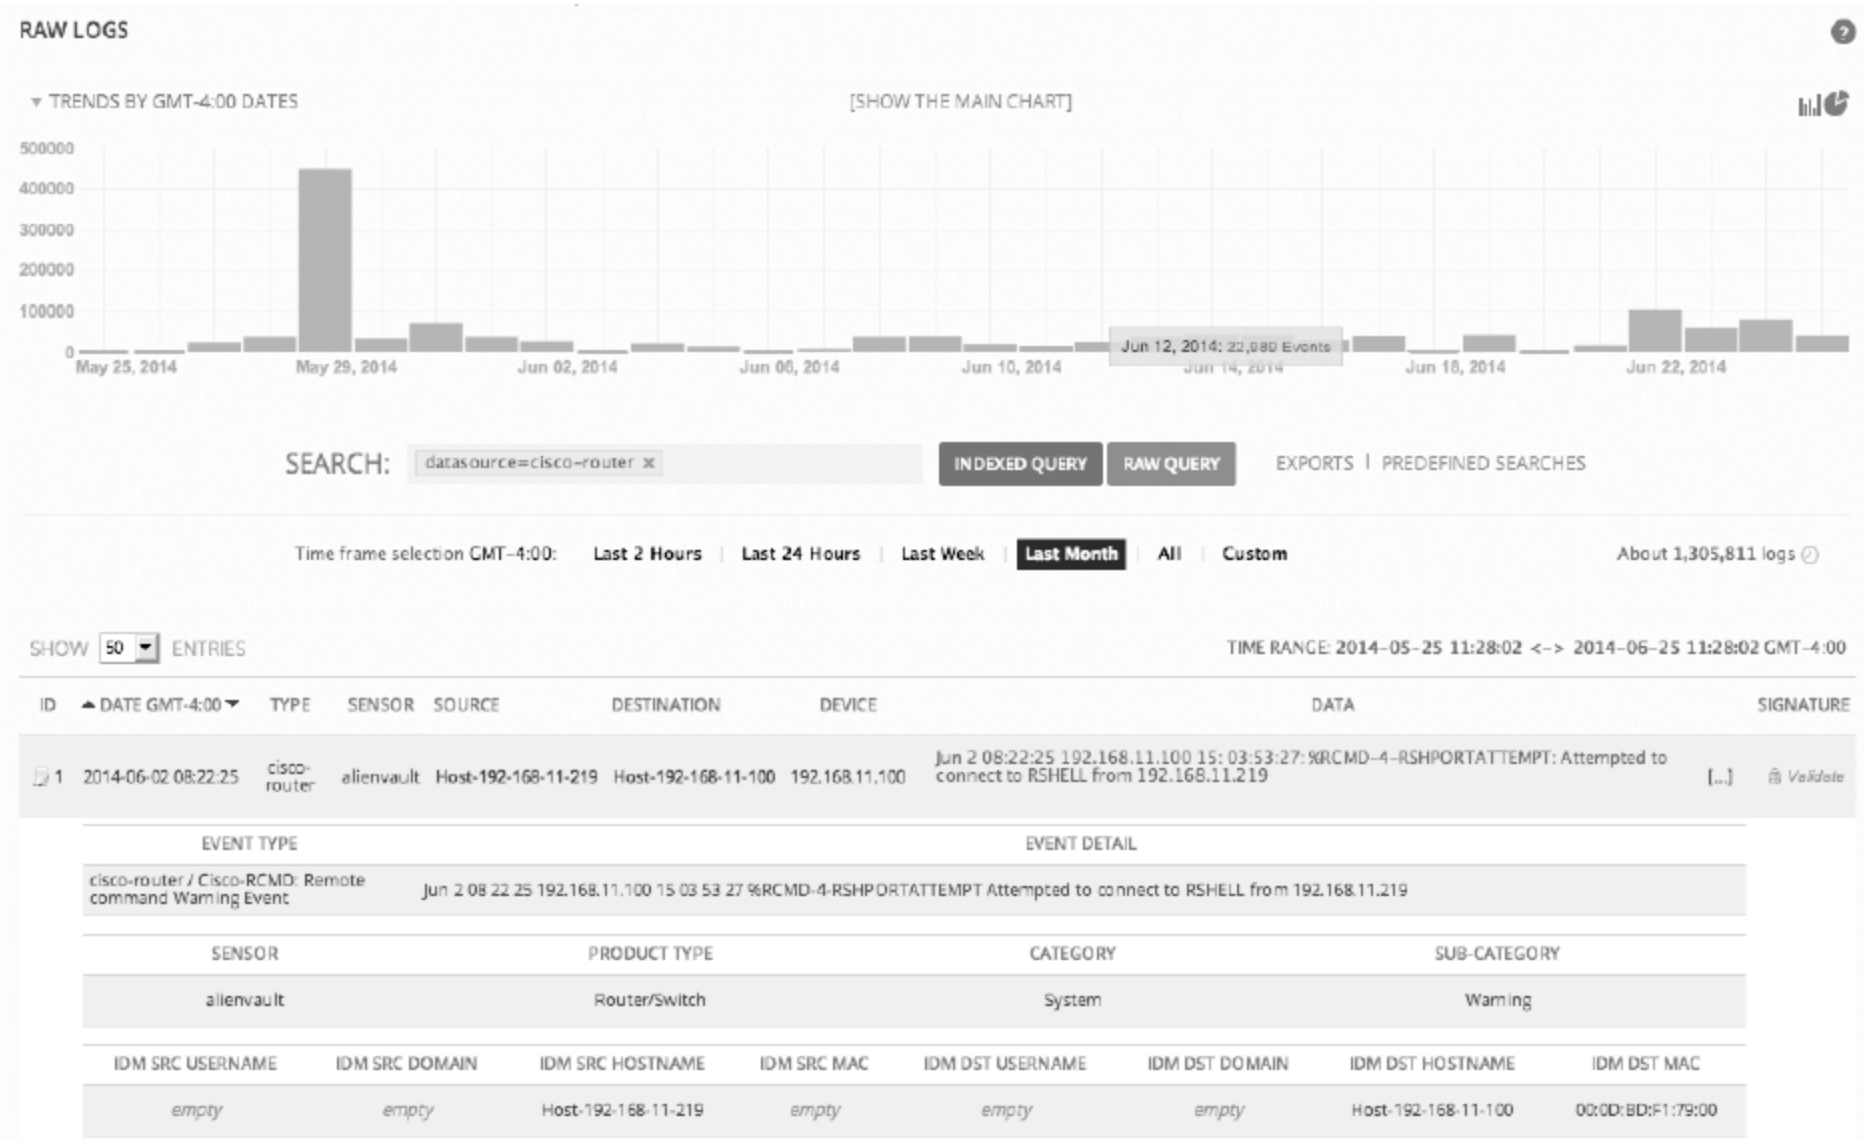 RAW LOGS
?
TRENDS BY GMT-4:00 DATES [SHOW THE MAIN CHART]
500000
400000
300000
200000
100000
0
May 25, 2014 May 29, 2014 Jun 02, 2014 Jun 06, 2014 Jun 10, 2014 Jun 14, 2014 Jun 18, 2014 Jun 22, 2014
Jun 12, 2014: 22,980 Events
SEARCH: datasource=cisco-router x INDEXED QUERY RAW QUERY EXPORTS | PREDEFINED SEARCHES
Time frame selection GMT-4:00: Last 2 Hours | Last 24 Hours | Last Week | Last Month | All | Custom About 1,305,811 logs
SHOW 50 ENTRIES TIME RANGE: 2014-05-25 11:28:02 <-> 2014-06-25 11:28:02 GMT-4:00
ID DATE GMT-4:00 TYPE SENSOR SOURCE DESTINATION DEVICE DATA SIGNATURE
1 2014-06-02 08:22:25 cisco-router alienvault Host-192-168-11-219 Host-192-168-11-100 192.168.11.100 Jun 2 08:22:25 192.168.11.100 15: 03:53:27: %RCMD-4-RSHPORTATTEMPT: Attempted to
connect to RSHELL from 192.168.11.219 [...] Validate
EVENT TYPE EVENT DETAIL
cisco-router / Cisco-RCMD: Remote
command Warning Event Jun 2 08 22 25 192.168.11.100 15 03 53 27 %RCMD-4-RSHPORTATTEMPT Attempted to connect to RSHELL from 192.168.11.219
SENSOR PRODUCT TYPE CATEGORY SUB-CATEGORY
alienvault Router/Switch System Warning
IDM SRC USERNAME IDM SRC DOMAIN IDM SRC HOSTNAME IDM SRC MAC IDM DST USERNAME IDM DST DOMAIN IDM DST HOSTNAME IDM DST MAC
empty empty Host-192-168-11-219 empty empty empty Host-192-168-11-100 00:0D:BD:F1:79:00